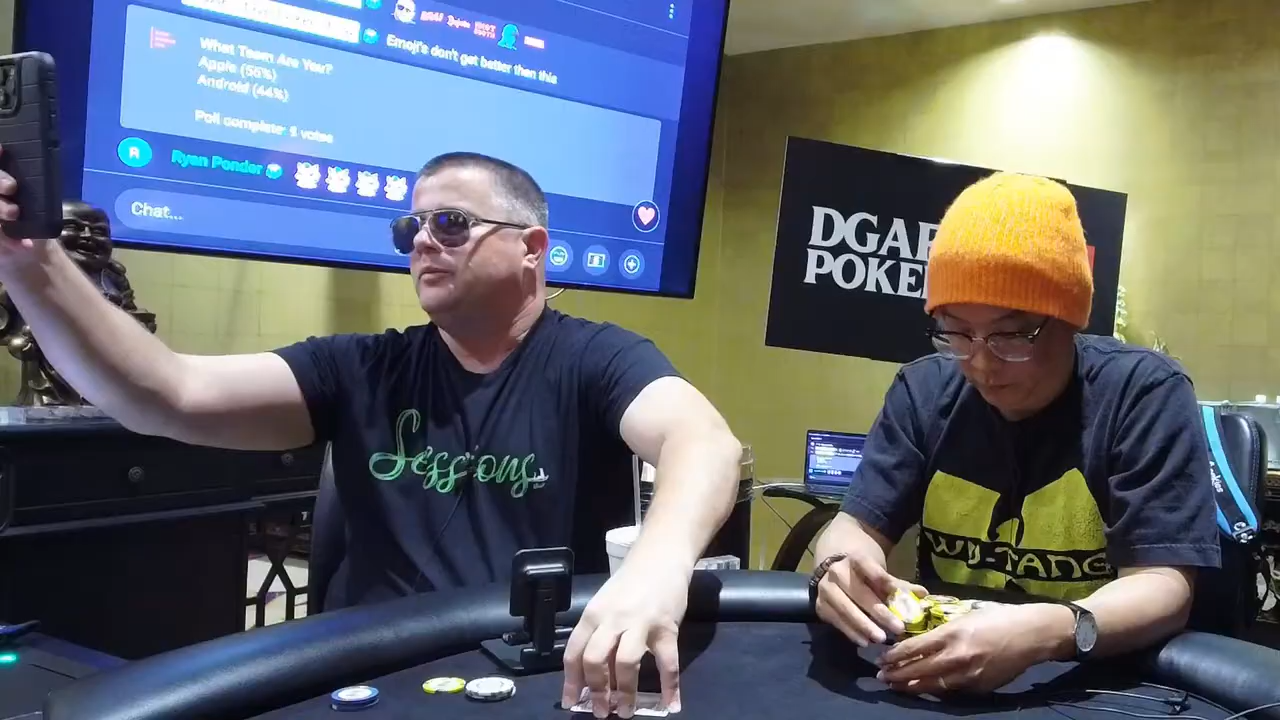 Emoji's don't get better then this
What Team Are You?
Apple (56%)
Android (44%)
Poll complete: 9 votes
R
Ryan Ponder
Chat...
DGAF
POKER
Sessions
WU-TANG